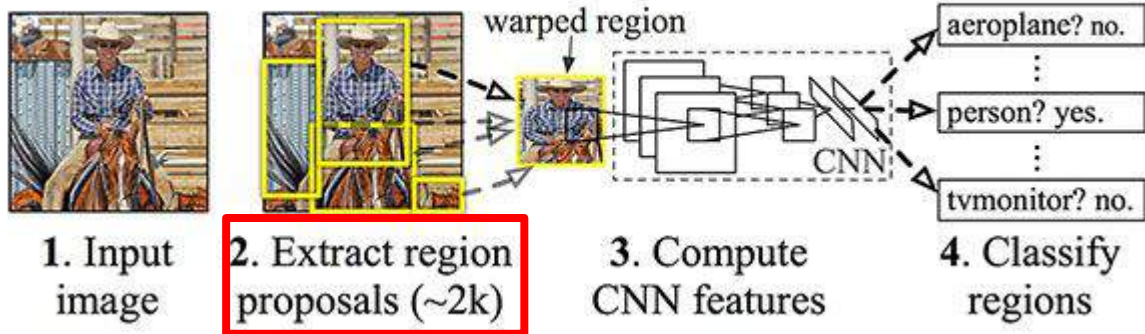 warped region
aeroplane? no.
person? yes.
CNN
tvmonitor? no.
1. Input
image
2. Extract region
proposals (~2k)
3. Compute
CNN features
4. Classify
regions